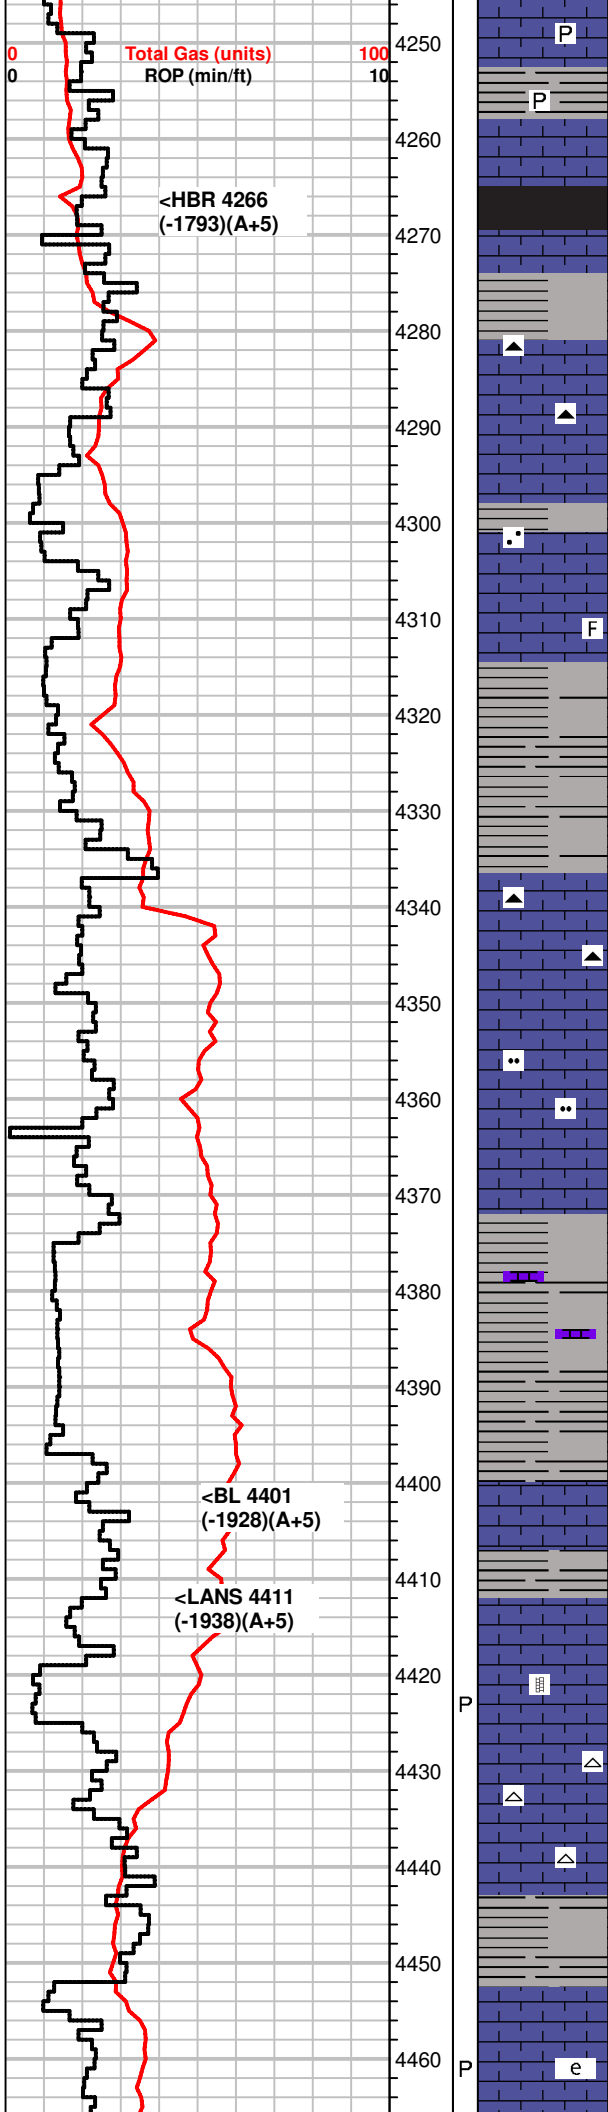 4250
P
0 Total Gas (units) 100
0 ROP (min/ft) 10
P
4260
<HBR 4266
(-1793)(A+5)
4270
4280
4290
4300
4310
F
4320
4330
4340
4350
4360
4370
4380
4390
4400
<BL 4401
(-1928)(A+5)
4410
<LANS 4411
(-1938)(A+5)
4420
P
4430
4440
4450
4460
P
e